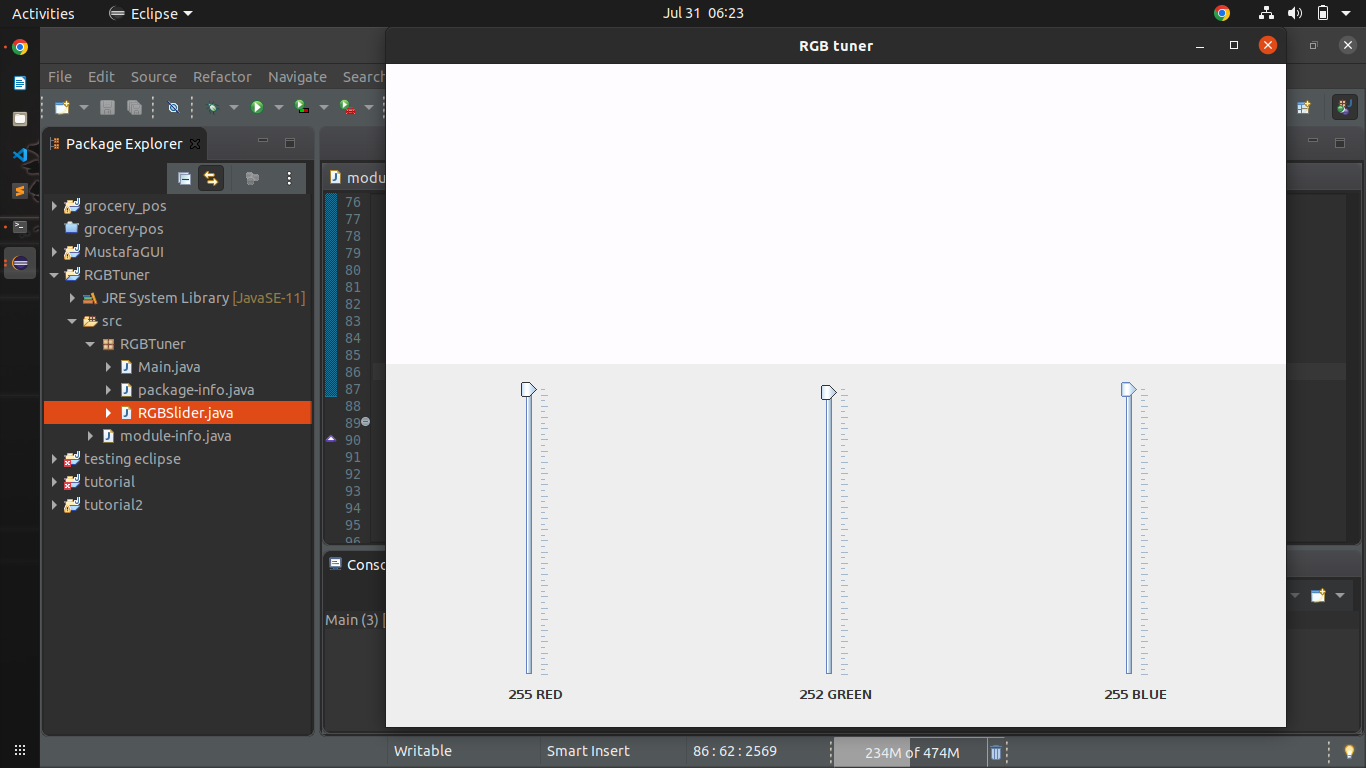 Activities Eclipse Jul 31 06:23
RGB tuner
File Edit Source Refactor Navigate Search
Package Explorer
modu
grocery_pos
grocery-pos
MustafaGUI
RGBTuner
JRE System Library [JavaSE-11]
src
RGBTuner
Main.java
package-info.java
RGBSlider.java
module-info.java
testing eclipse
tutorial
tutorial2
76
77
78
79
80
81
82
83
84
85
86
87
88
89
90
91
92
93
94
95
96
Conso
Main (3) [
255 RED 252 GREEN 255 BLUE
Writable Smart Insert 86 : 62 : 2569 234M of 474M